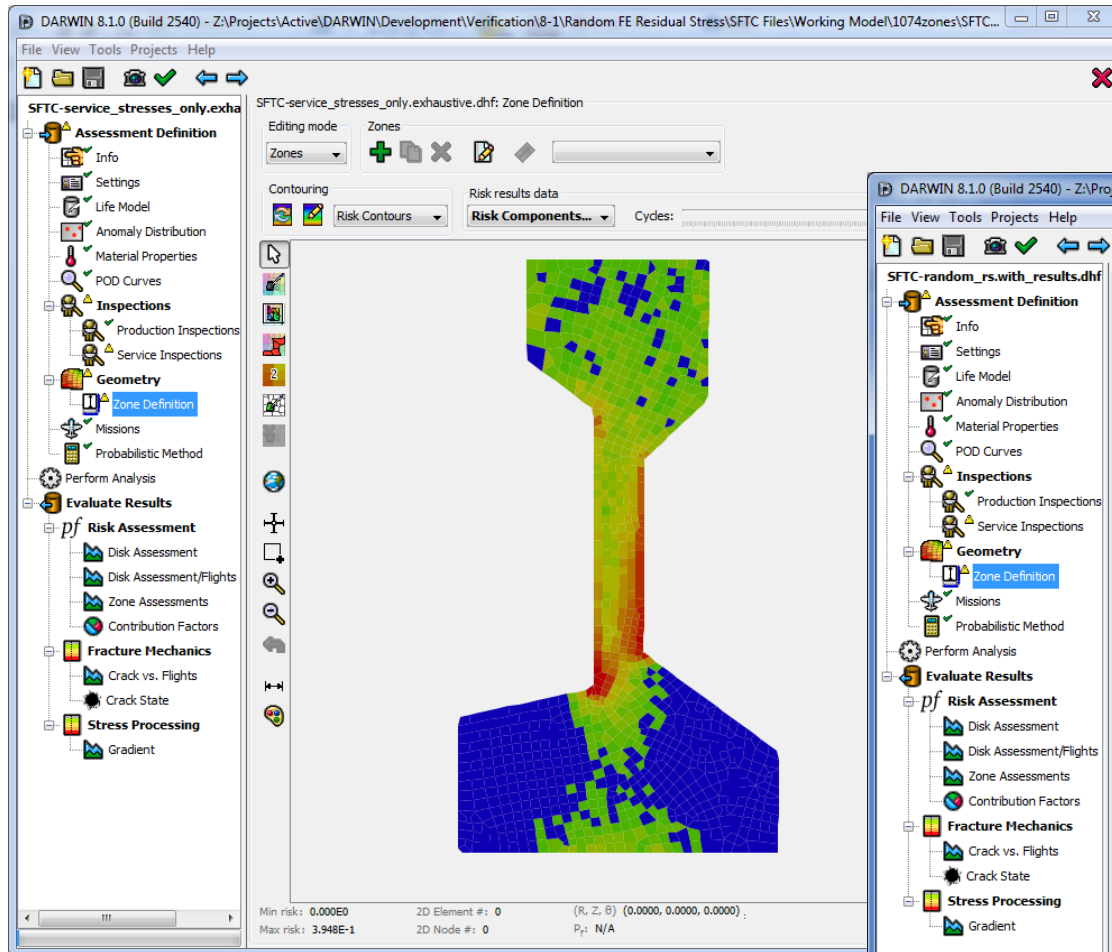 DARWIN 8.1.0 (Build 2540) - Z:\Projects\Active\DARWIN\Development\Verification\8-1\Random FE Residual Stress\SFTC Files\Working Model\1074zones\SFTC...
File View Tools Projects Help
SFTC-service_stresses_only.exha
Assessment Definition
Info
Settings
Life Model
Anomaly Distribution
Material Properties
POD Curves
Inspections
Production Inspections
Service Inspections
Geometry
Zone Definition
Missions
Probabilistic Method
Perform Analysis
Evaluate Results
pf Risk Assessment
Disk Assessment
Disk Assessment/Flights
Zone Assessments
Contribution Factors
Fracture Mechanics
Crack vs. Flights
Crack State
Stress Processing
Gradient
SFTC-service_stresses_only.exhaustive.dhf: Zone Definition
Editing mode
Zones
Zones
Contouring
Risk Contours
Risk results data
Risk Components...
Cycles:
2
Min risk: 0.000E0 2D Element #: 0 (R, Z, θ) (0.0000, 0.0000, 0.0000) :
Max risk: 3.948E-1 2D Node #: 0 Pf: N/A
DARWIN 8.1.0 (Build 2540) - Z:\Proj
File View Tools Projects Help
SFTC-random_rs.with_results.dhf
Assessment Definition
Info
Settings
Life Model
Anomaly Distribution
Material Properties
POD Curves
Inspections
Production Inspections
Service Inspections
Geometry
Zone Definition
Missions
Probabilistic Method
Perform Analysis
Evaluate Results
pf Risk Assessment
Disk Assessment
Disk Assessment/Flights
Zone Assessments
Contribution Factors
Fracture Mechanics
Crack vs. Flights
Crack State
Stress Processing
Gradient